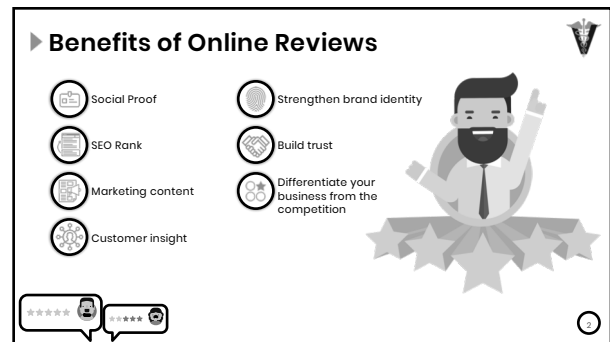 Benefits of Online Reviews
Social Proof
SEO Rank
Marketing content
Customer insight
Strengthen brand identity
Build trust
Differentiate your
business from the
competition
2